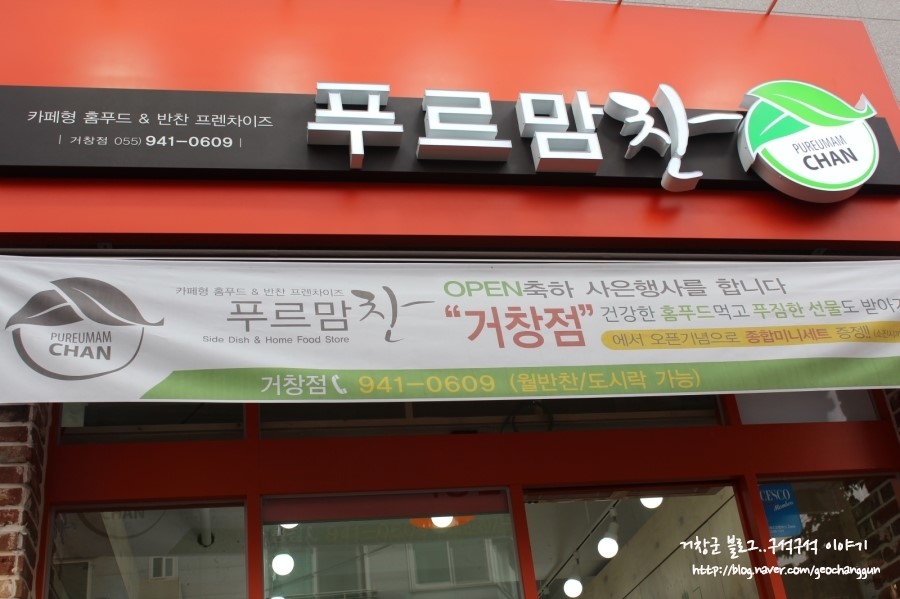 카페형 홈푸드 & 반찬 프렌차이즈
| 거창점 055) 941-0609 |
푸르맘찬
PUREUMAM
CHAN
PUREUMAM
CHAN
카페형 홈푸드 & 반찬 프렌차이즈
푸르맘찬
Side Dish & Home Food Store
OPEN축하 사은행사를 합니다
“거창점” 건강한 홈푸드먹고 푸짐한 선물도 받아가
에서 오픈기념으로 종합미니세트 증정!!
거창점 941-0609 (월반찬/도시락 가능)
CESCO
Members
거창군 블로그..구석구석 이야기
http://blog.naver.com/geochanggun